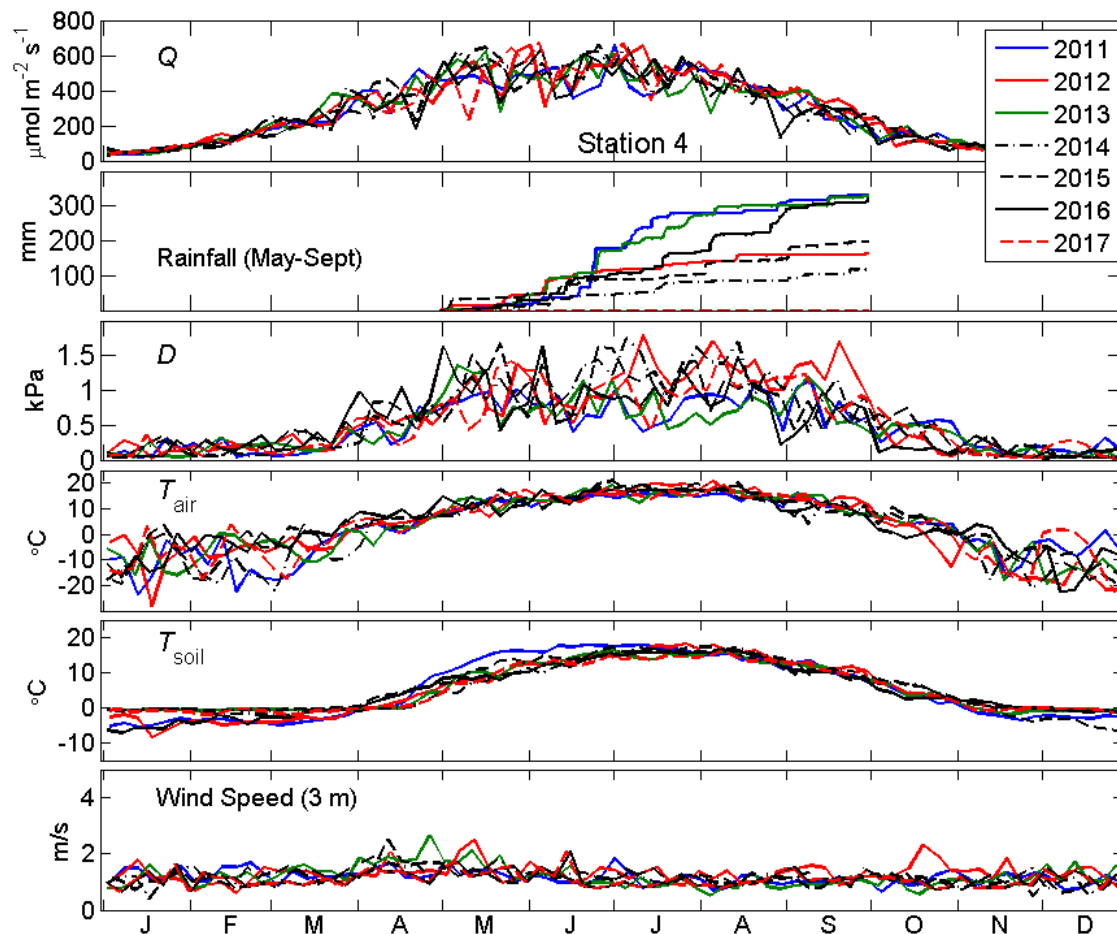 800
600
400
200
0
μmol m⁻² s⁻¹
Q
Station 4
2011
2012
2013
2014
2015
2016
2017
300
200
100
mm
Rainfall (May-Sept)
1.5
1
0.5
0
kPa
D
20
10
0
-10
-20
°C
T air
20
10
0
-10
°C
T soil
4
2
0
m/s
Wind Speed (3 m)
J F M A M J J A S O N D